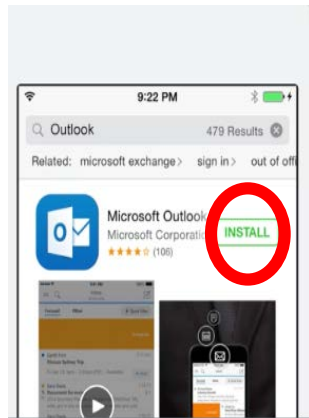 9:22 PM
Outlook 479 Results
Related: microsoft exchange> sign in> out of offi
Microsoft Outlook
Microsoft Corporatio INSTALL
(106)